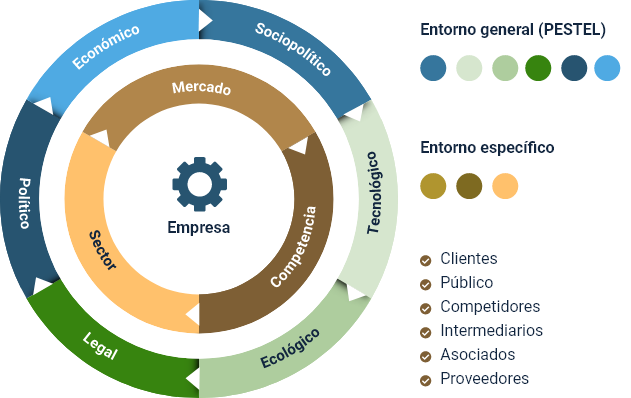 Económico
Sociopolítico
Tecnológico
Ecológico
Legal
Político
Mercado
Competencia
Sector
Empresa
Entorno general (PESTEL)
Entorno específico
Clientes
Público
Competidores
Intermediarios
Asociados
Proveedores